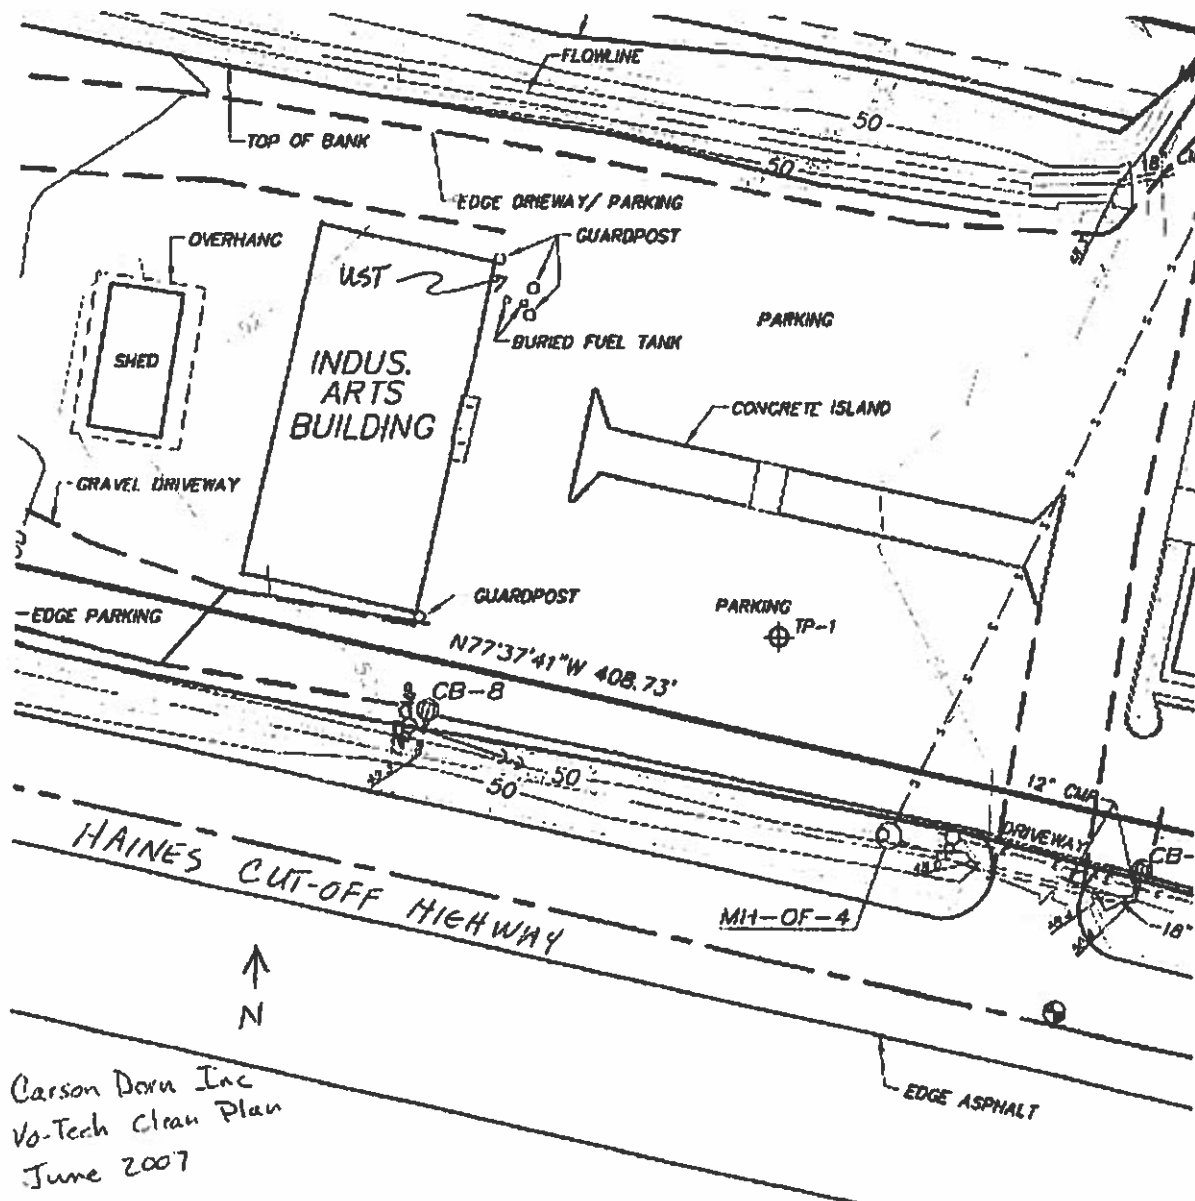 FLOWLINE
50
TOP OF BANK
50
EDGE DRIEWAY/ PARKING
OVERHANG
GUARDPOST
UST
PARKING
BURIED FUEL TANK
SHED
INDUS.
ARTS
BUILDING
CONCRETE ISLAND
GRAVEL DRIVEWAY
GUARDPOST
PARKING
EDGE PARKING
TP-1
N77°37'41"W 408.73'
CB-8
50
50
12" CMP
DRIVEWAY
CB-
MH-OF-4
18"
HAINES CUT-OFF HIGHWAY
N
EDGE ASPHALT
Carson Dorn Inc
Vo-Tech Clean Plan
June 2007